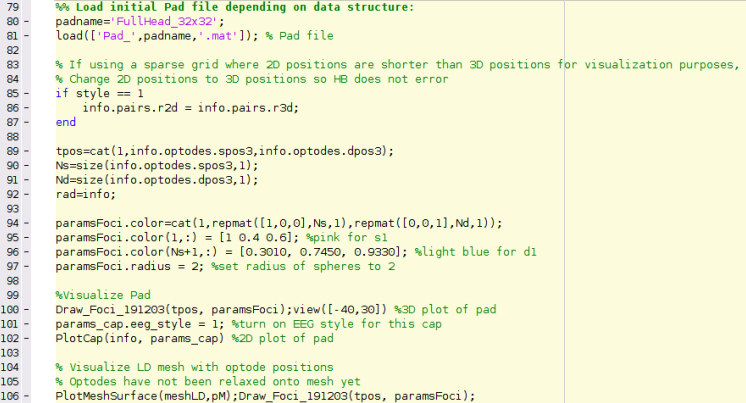 79 %% Load initial Pad file depending on data structure:
80 - padname='FullHead_32x32';
81 - load(['Pad_',padname,'.mat']); % Pad file
82
83 % If using a sparse grid where 2D positions are shorter than 3D positions for visualization purposes,
84 % Change 2D positions to 3D positions so HB does not error
85 - if style == 1
86 - info.pairs.r2d = info.pairs.r3d;
87 - end
88
89 - tpos=cat(1,info.optodes.spos3,info.optodes.dpos3);
90 - Ns=size(info.optodes.spos3,1);
91 - Nd=size(info.optodes.dpos3,1);
92 - rad=info;
93
94 - paramsFoci.color=cat(1,repmat([1,0,0],Ns,1),repmat([0,0,1],Nd,1));
95 - paramsFoci.color(1,:) = [1 0.4 0.6]; %pink for s1
96 - paramsFoci.color(Ns+1,:) = [0.3010, 0.7450, 0.9330]; %light blue for d1
97 - paramsFoci.radius = 2; %set radius of spheres to 2
98
99 %Visualize Pad
100 - Draw_Foci_191203(tpos, paramsFoci);view([-40,30]) %3D plot of pad
101 - params_cap.eeg_style = 1; %turn on EEG style for this cap
102 - PlotCap(info, params_cap) %2D plot of pad
103
104 % Visualize LD mesh with optode positions
105 % Optodes have not been relaxed onto mesh yet
106 - PlotMeshSurface(meshLD,pM);Draw_Foci_191203(tpos, paramsFoci);